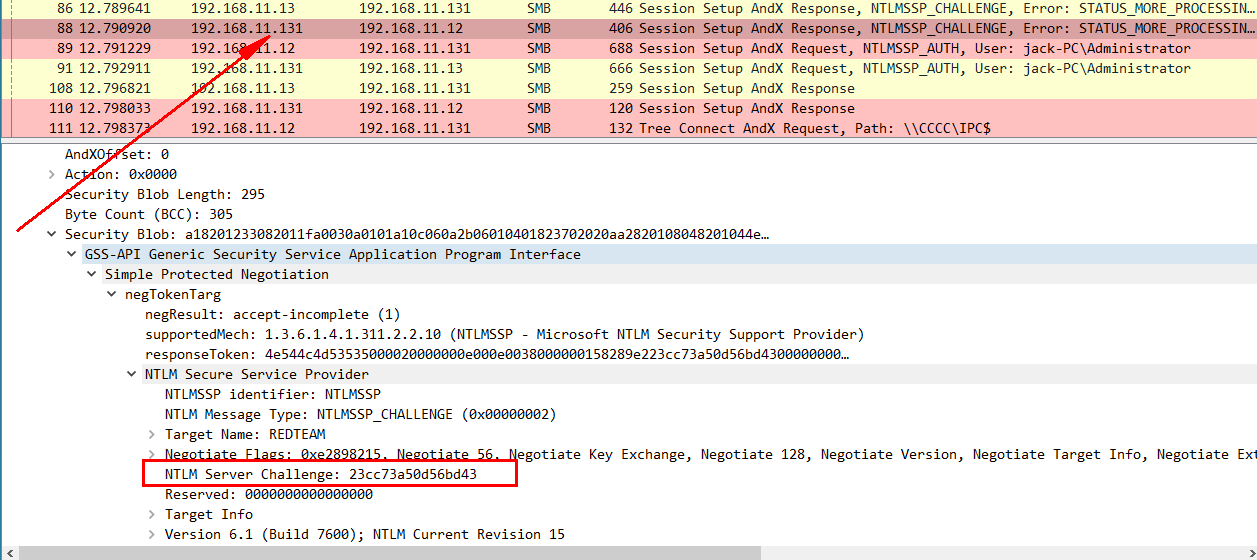 86 12.789641 192.168.11.13 192.168.11.131 SMB 446 Session Setup AndX Response, NTLMSSP_CHALLENGE, Error: STATUS_MORE_PROCESSIN…
88 12.790920 192.168.11.131 192.168.11.12 SMB 406 Session Setup AndX Response, NTLMSSP_CHALLENGE, Error: STATUS_MORE_PROCESSIN…
89 12.791229 192.168.11.12 192.168.11.131 SMB 688 Session Setup AndX Request, NTLMSSP_AUTH, User: jack-PC\Administrator
91 12.792911 192.168.11.131 192.168.11.13 SMB 666 Session Setup AndX Request, NTLMSSP_AUTH, User: jack-PC\Administrator
108 12.796821 192.168.11.13 192.168.11.131 SMB 259 Session Setup AndX Response
110 12.798033 192.168.11.131 192.168.11.12 SMB 120 Session Setup AndX Response
111 12.798373 192.168.11.12 192.168.11.131 SMB 132 Tree Connect AndX Request, Path: \\CCCC\IPC$
AndXOffset: 0
Action: 0x0000
Security Blob Length: 295
Byte Count (BCC): 305
Security Blob: a18201233082011fa0030a0101a10c060a2b06010401823702020aa2820108048201044e…
GSS-API Generic Security Service Application Program Interface
Simple Protected Negotiation
negTokenTarg
negResult: accept-incomplete (1)
supportedMech: 1.3.6.1.4.1.311.2.2.10 (NTLMSSP - Microsoft NTLM Security Support Provider)
responseToken: 4e544c4d53535000020000000e000e0038000000158289e223cc73a50d56bd4300000000…
NTLM Secure Service Provider
NTLMSSP identifier: NTLMSSP
NTLM Message Type: NTLMSSP_CHALLENGE (0x00000002)
Target Name: REDTEAM
Negotiate Flags: 0xe2898215, Negotiate 56, Negotiate Key Exchange, Negotiate 128, Negotiate Version, Negotiate Target Info, Negotiate Ext
NTLM Server Challenge: 23cc73a50d56bd43
Reserved: 0000000000000000
Target Info
Version 6.1 (Build 7600); NTLM Current Revision 15